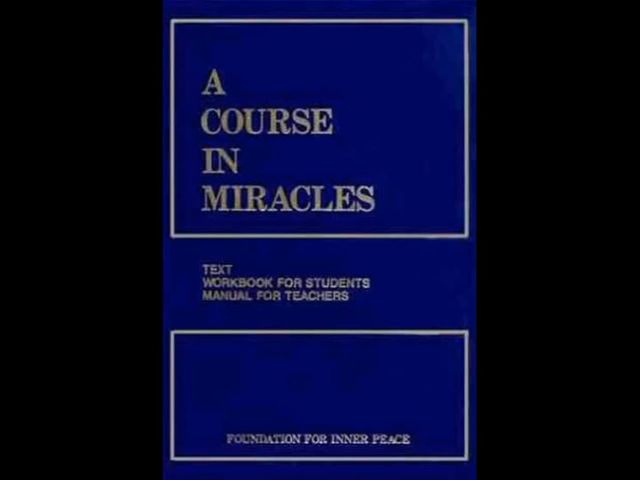 A
COURSE
IN
MIRACLES
TEXT
WORKBOOK FOR STUDENTS
MANUAL FOR TEACHERS
FOUNDATION FOR INNER PEACE